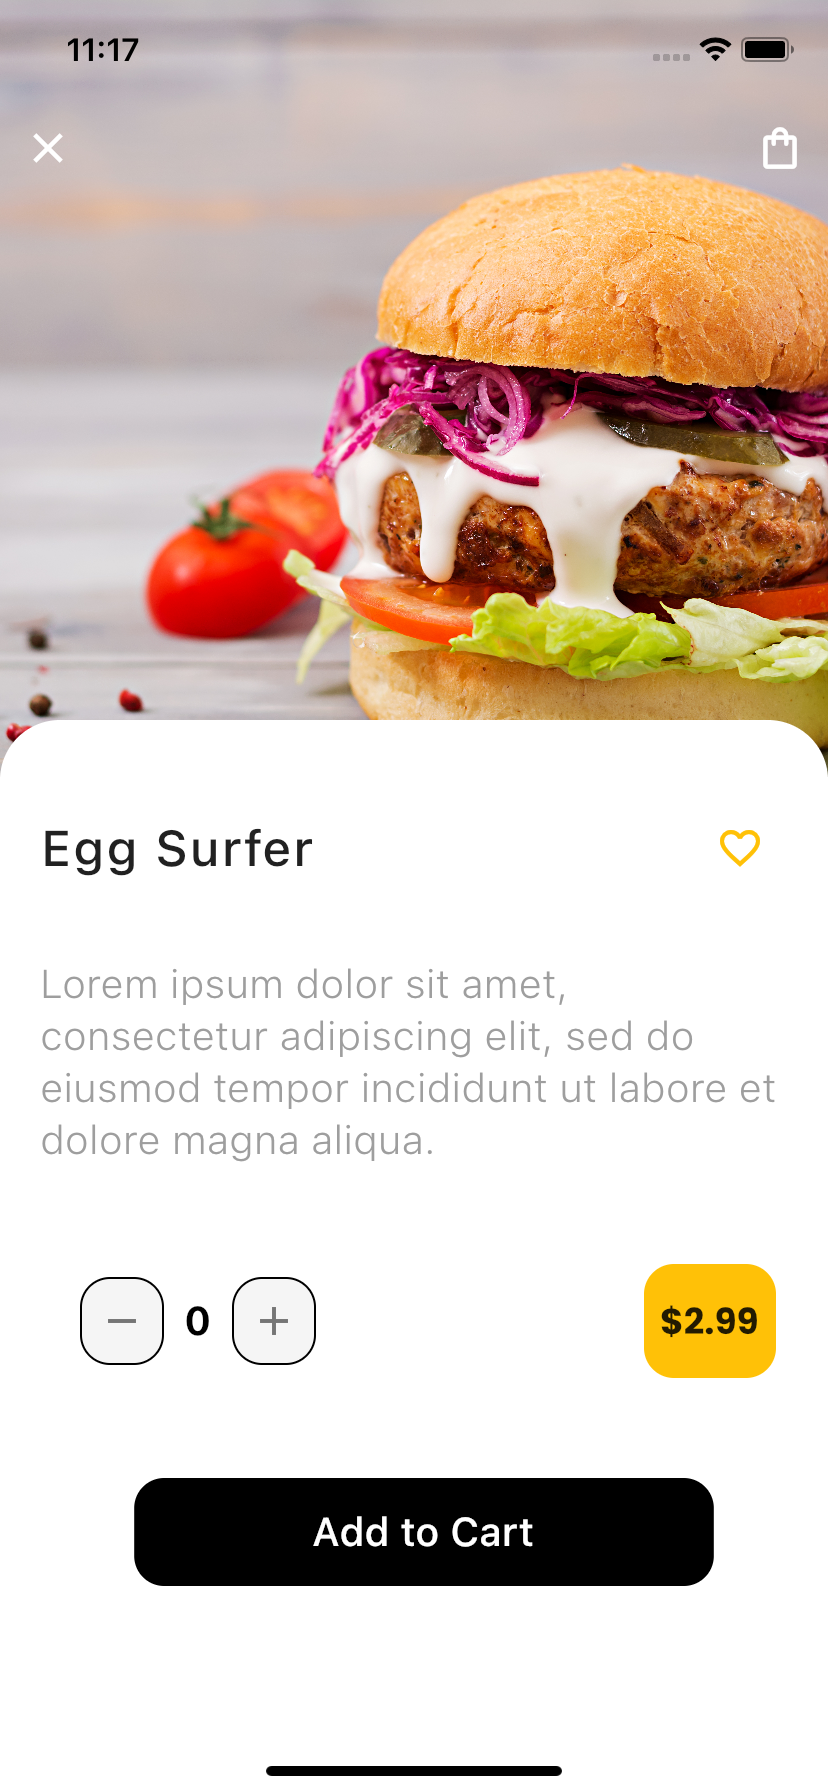 11:17
Egg Surfer
Lorem ipsum dolor sit amet,
consectetur adipiscing elit, sed do
eiusmod tempor incididunt ut labore et
dolore magna aliqua.
0
$2.99
Add to Cart